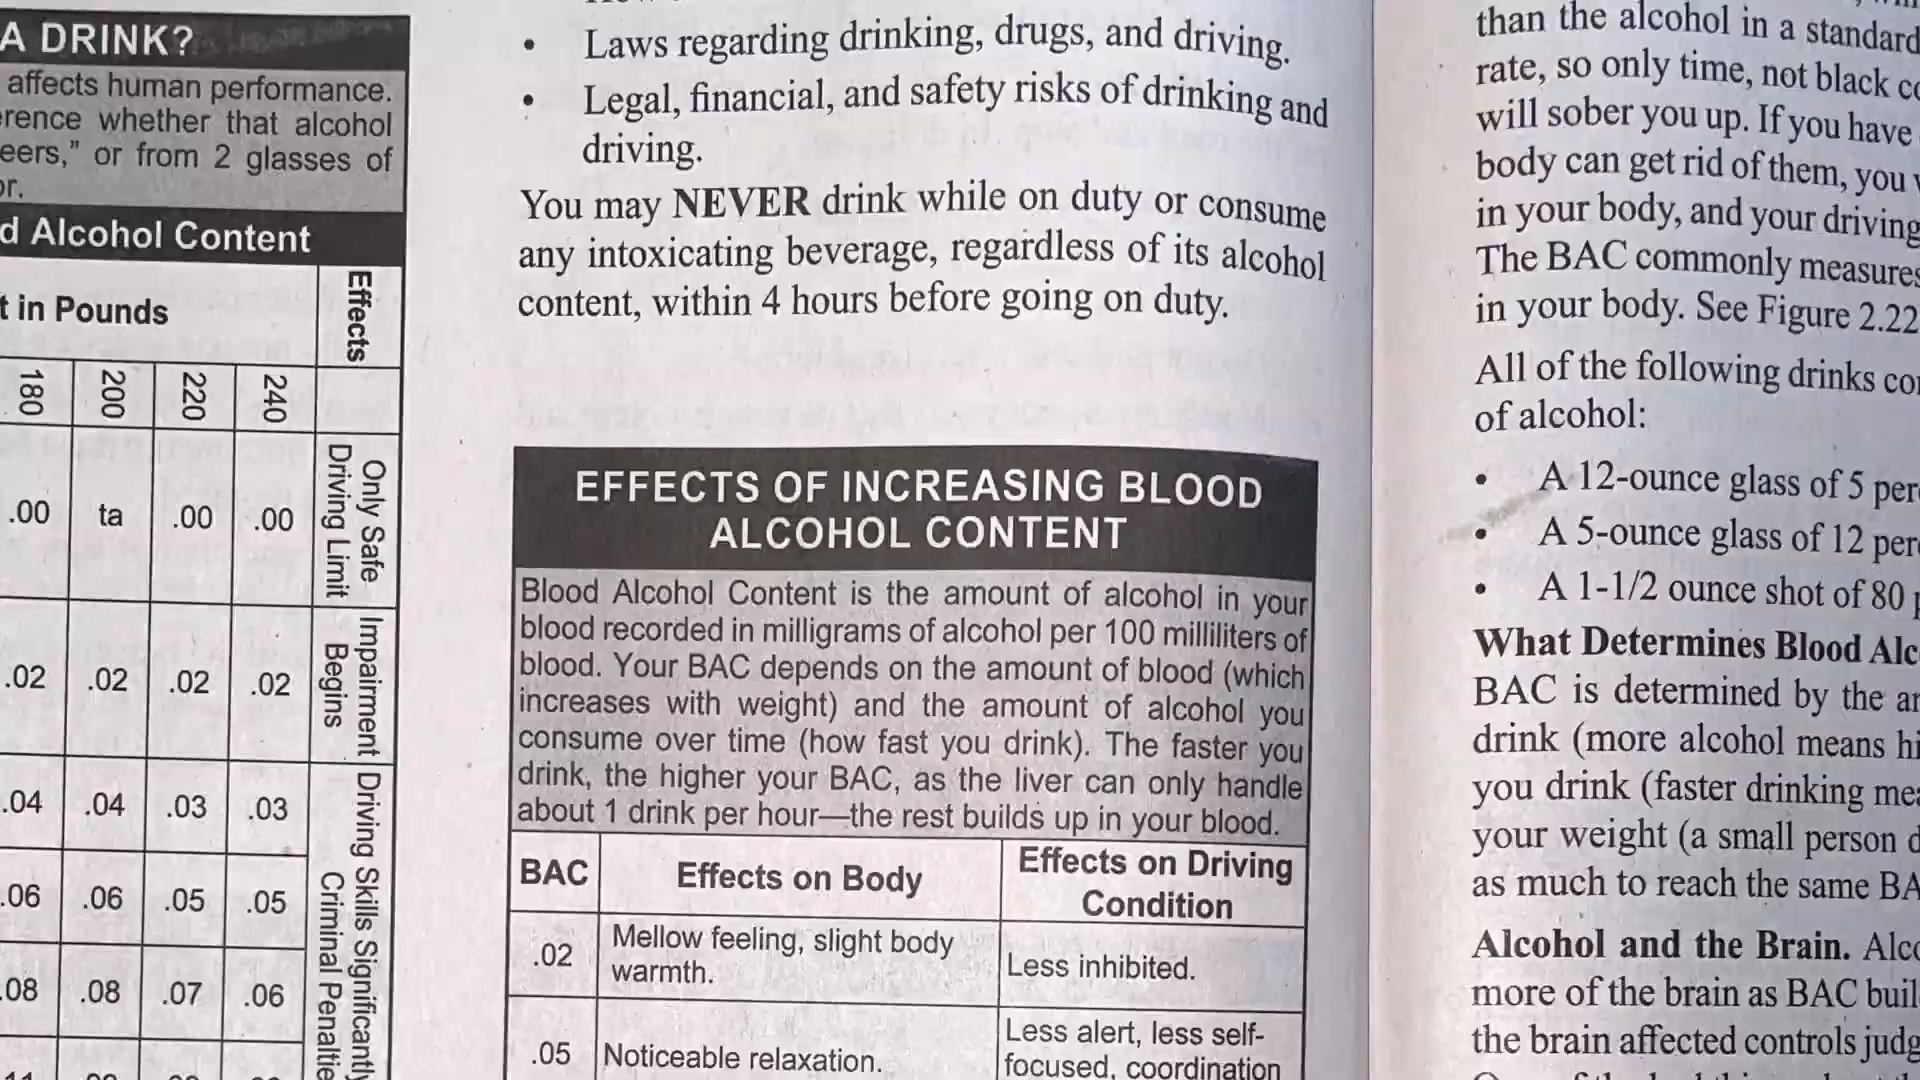 A DRINK?
affects human performance.
whether that alcohol
or from 2 glasses of
Alcohol Content
in Pounds
Effects
180 200 220 240
Only Safe
Driving Limit
.00 ta .00 .00
Impairment
Begins
.02 .02 .02 .02
Driving Skills Significantly
Criminal
.04 .04 .03 .03
.06 .06 .05 .05
.08 .08 .07 .06
• Laws regarding drinking, drugs, and driving.
• Legal, financial, and safety risks of drinking and
driving.
You may NEVER drink while on duty or consume
any intoxicating beverage, regardless of its alcohol
content, within 4 hours before going on duty.
EFFECTS OF INCREASING BLOOD
ALCOHOL CONTENT
Blood Alcohol Content is the amount of alcohol in your
blood recorded in milligrams of alcohol per 100 milliliters of
blood. Your BAC depends on the amount of blood (which
increases with weight) and the amount of alcohol you
consume over time (how fast you drink). The faster you
drink, the higher your BAC, as the liver can only handle
about 1 drink per hour—the rest builds up in your blood.
BAC Effects on Body Effects on Driving
Condition
.02 Mellow feeling, slight body
warmth.
Less inhibited.
.05 Noticeable relaxation.
Less alert, less self-
focused, coordination
than the alcohol in a standard
rate, so only time, not black
will sober you up. If you have
body can get rid of them, you
in your body, and your driving
The BAC commonly measures
in your body. See Figure 2.22
All of the following drinks
of alcohol:
• A 12-ounce glass of 5
• A 5-ounce glass of 12
• A 1-1/2 ounce shot of 80
What Determines Blood
BAC is determined by the
drink (more alcohol means
you drink (faster drinking
your weight (a small person
as much to reach the same
Alcohol and the Brain.
more of the brain as BAC
the brain affected controls